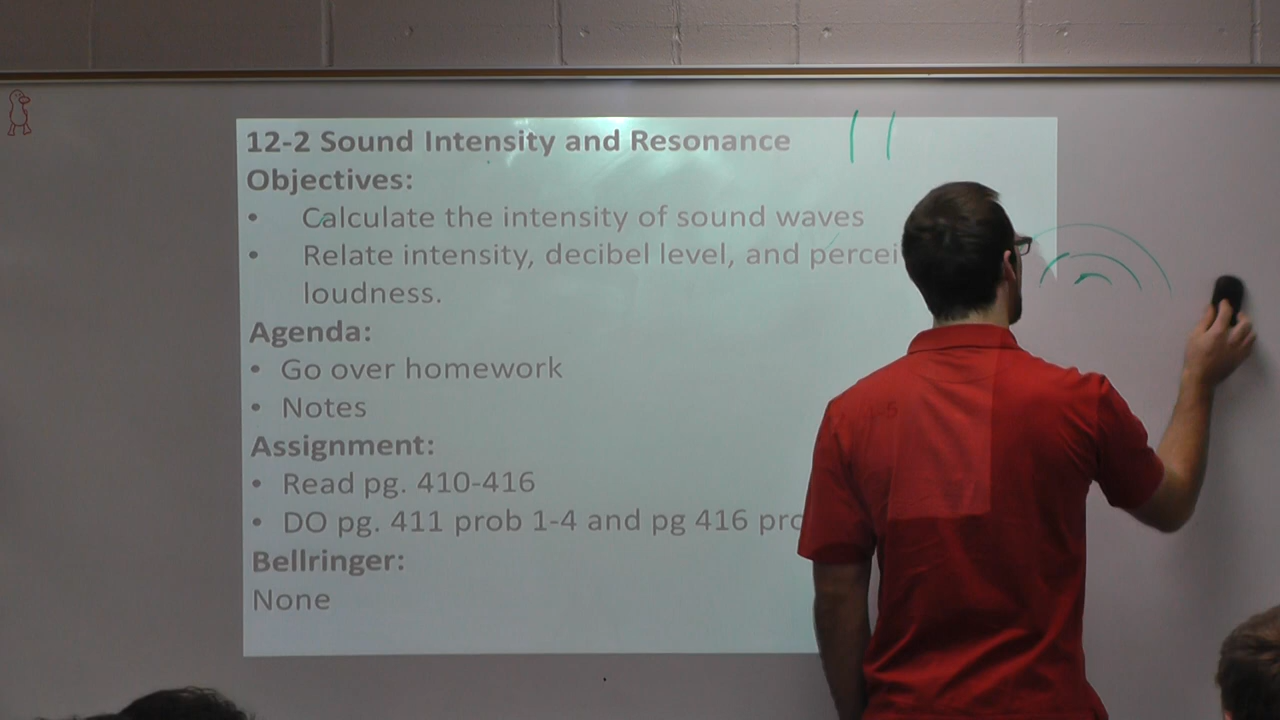 12-2 Sound Intensity and Resonance
Objectives:
• Calculate the intensity of sound waves
• Relate intensity, decibel level, and percei
loudness.
Agenda:
• Go over homework
• Notes
Assignment:
• Read pg. 410-416
• DO pg. 411 prob 1-4 and pg 416 pro
Bellringer:
None